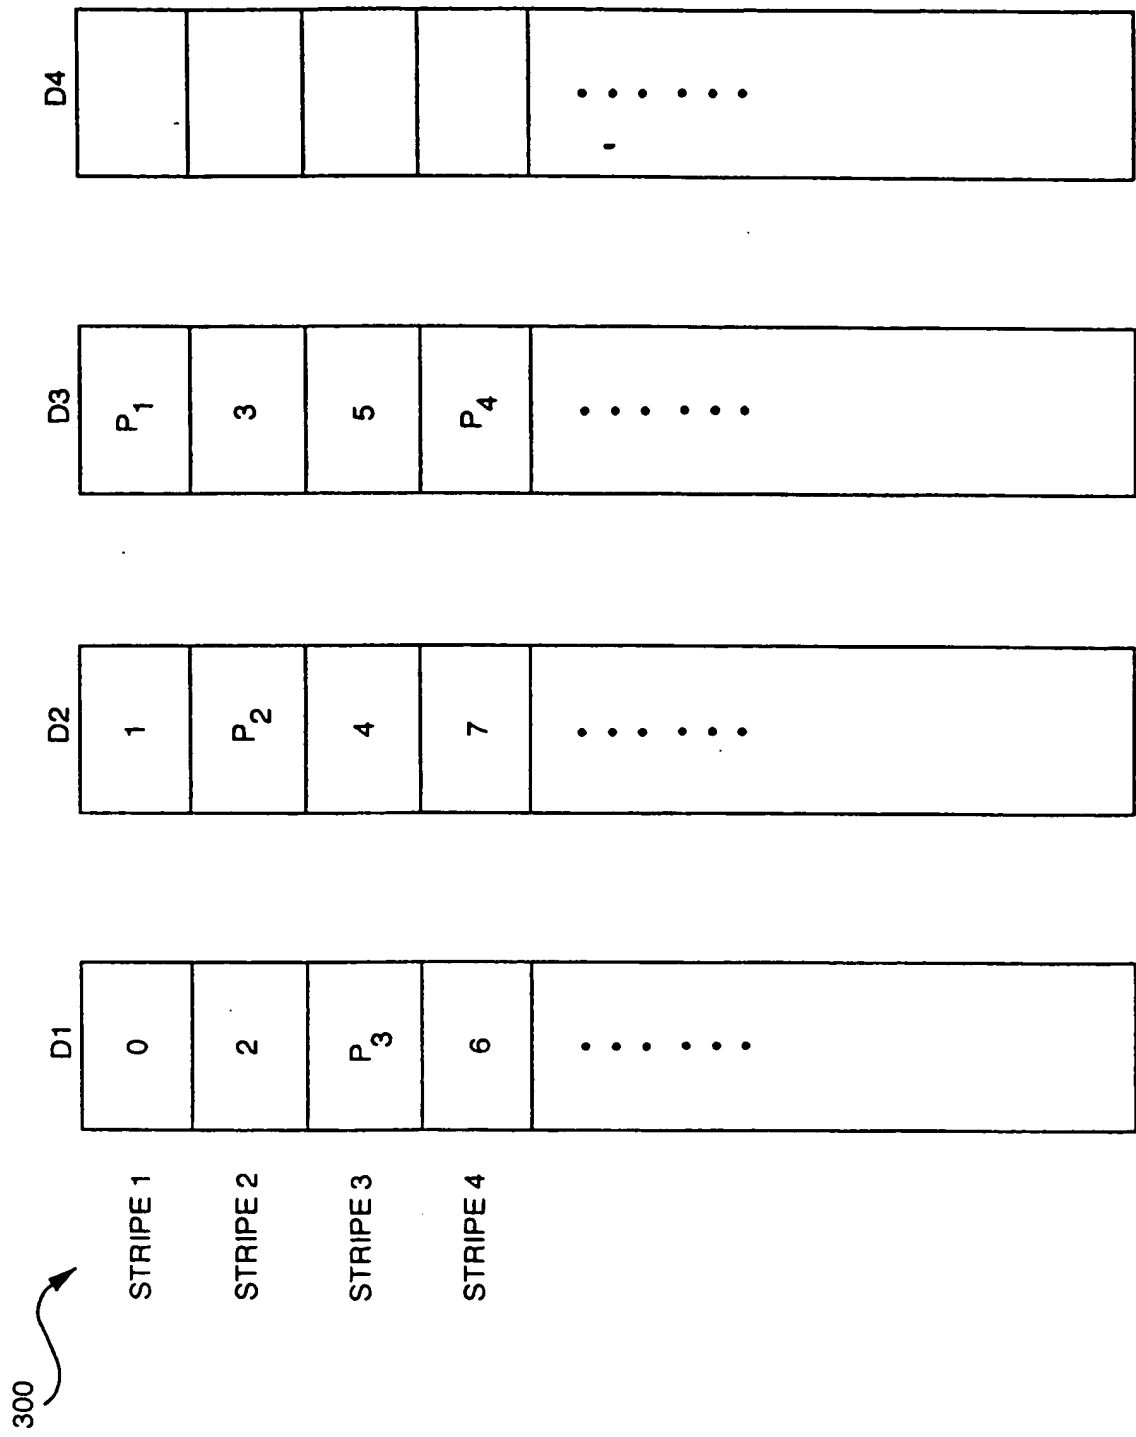 300
D1 D2 D3 D4
STRIPE 1 0 1 P₁
STRIPE 2 2 P₂ 3
STRIPE 3 P₃ 4 5
STRIPE 4 6 7 P₄